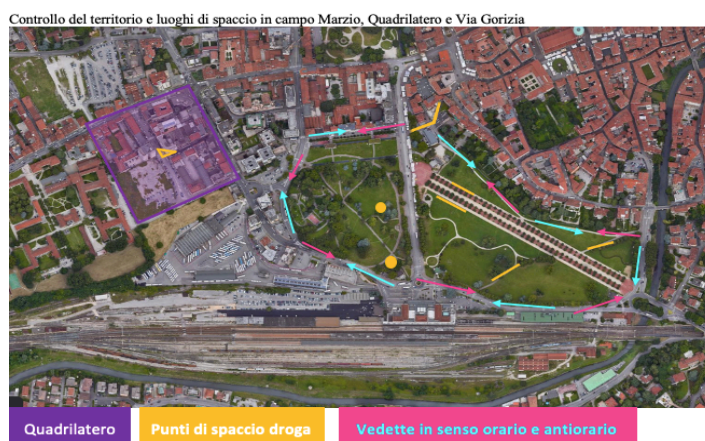 Controllo del territorio e luoghi di spaccio in campo Marzio, Quadrilatero e Via Gorizia
Quadrilatero
Punti di spaccio droga
Vedette in senso orario e antiorario